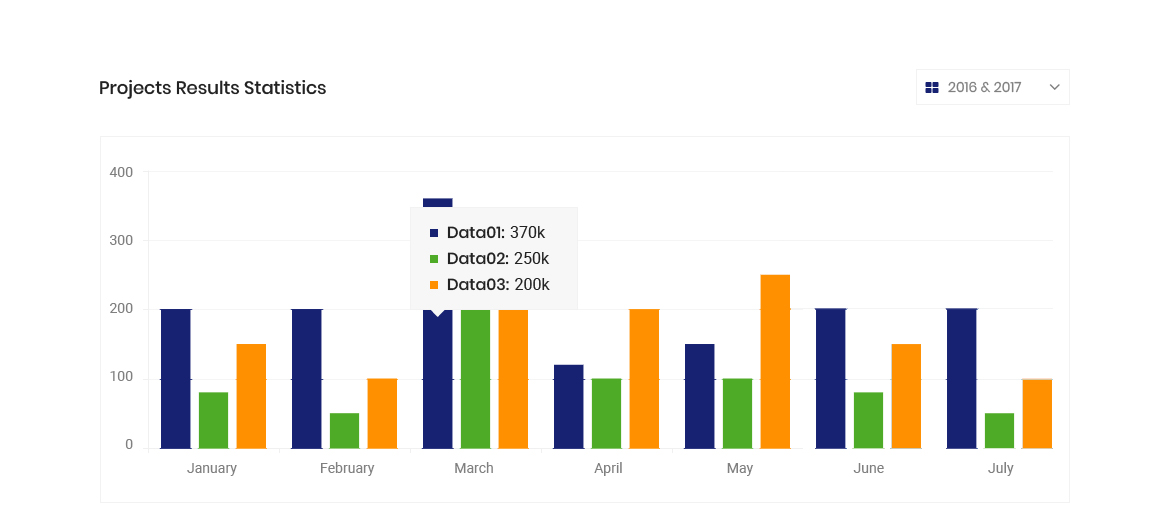 Projects Results Statistics
2016 & 2017
400
300
200
100
0
Data01: 370k
Data02: 250k
Data03: 200k
January
February
March
April
May
June
July